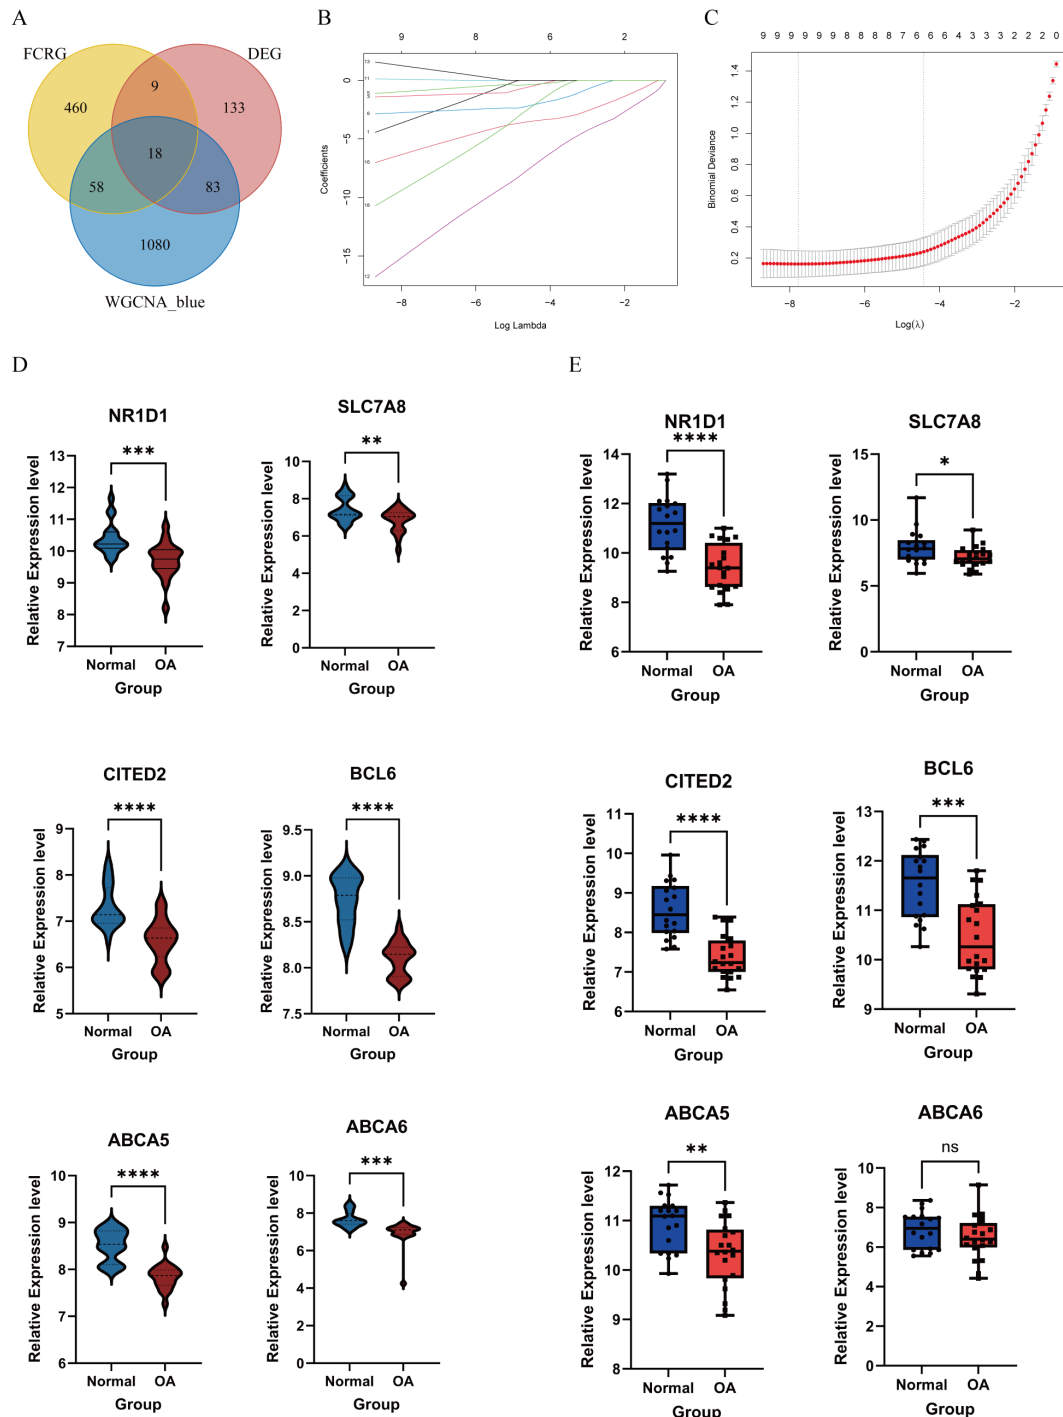 A
FCRG
DEG
460
9
133
18
58
83
1080
WGCNA_blue
B
9 9 8 6 2
0
−5
−10
−15
Coefficients
13
11
6
1
16
18
12
−8 −6 −4 −2
Log Lambda
C
9 9 9 9 9 8 8 7 6 6 4 3 3 2 2 1 0
1.4
1.2
1.0
0.8
0.6
0.4
0.2
Binomial Deviance
−8 −6 −4 −2
Log(λ)
D
NR1D1
***
Relative Expression level
13
12
11
10
9
8
7
Normal OA
Group
SLC7A8
**
Relative Expression level
10
8
6
4
2
0
Normal OA
Group
CITED2
****
Relative Expression level
9
8
7
6
5
Normal OA
Group
BCL6
****
Relative Expression level
9.5
9.0
8.5
8.0
7.5
Normal OA
Group
ABCA5
****
Relative Expression level
10
9
8
7
6
Normal OA
Group
ABCA6
***
Relative Expression level
10
8
6
4
2
0
Normal OA
Group
E
NR1D1
****
Relative Expression level
14
12
10
8
6
Normal OA
Group
SLC7A8
*
Relative Expression level
15
10
5
0
Normal OA
Group
CITED2
****
Relative Expression level
11
10
9
8
7
6
Normal OA
Group
BCL6
***
Relative Expression level
13
12
11
10
9
Normal OA
Group
ABCA5
**
Relative Expression level
12
11
10
9
8
Normal OA
Group
ABCA6
ns
Relative Expression level
10
8
6
4
2
0
Normal OA
Group